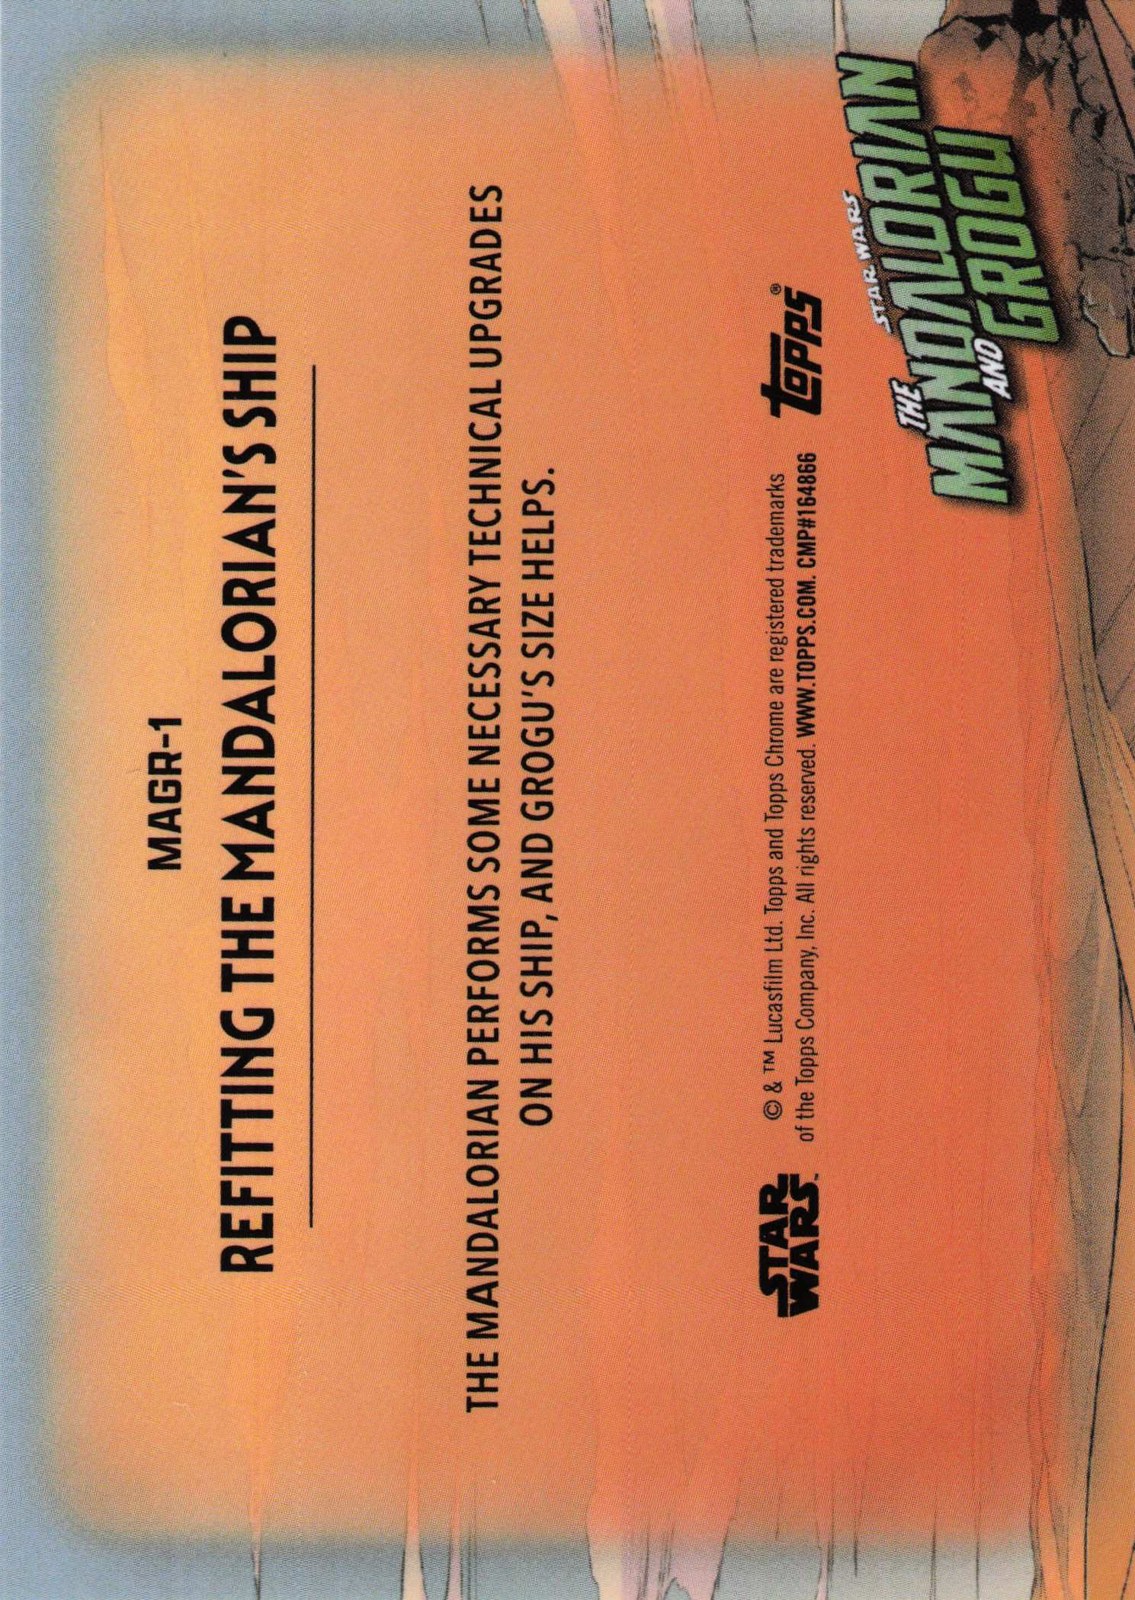 MAGR-1
REFITTING THE MANDALORIAN'S SHIP
THE MANDALORIAN PERFORMS SOME NECESSARY TECHNICAL UPGRADES
ON HIS SHIP, AND GROGU'S SIZE HELPS.
STAR WARS™
© & ™ Lucasfilm Ltd. Topps and Topps Chrome are registered trademarks
of the Topps Company, Inc. All rights reserved. WWW.TOPPS.COM. CMP#164866
Topps®
STAR WARS
THE
MANDALORIAN
AND GROGU